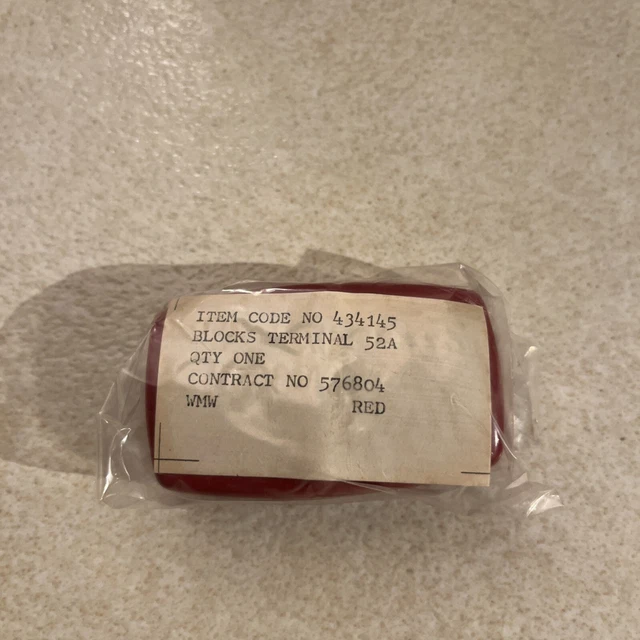 ITEM CODE NO 434145
BLOCKS TERMINAL 52A
QTY ONE
CONTRACT NO 576804
WMW RED